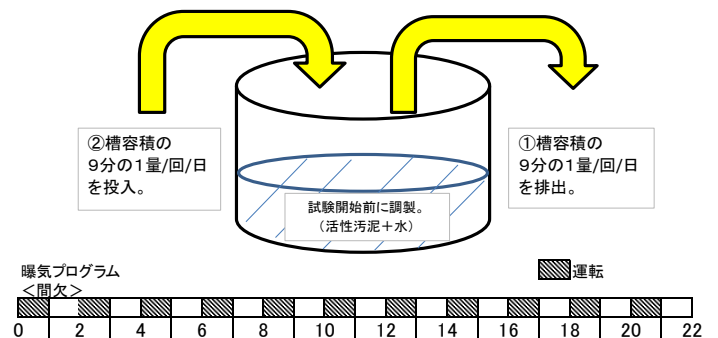 ②槽容積の
9分の1量/回/日
を投入。
①槽容積の
9分の1量/回/日
を排出。
試験開始前に調製。
（活性汚泥＋水）
曝気プログラム
＜間欠＞
運転
0 2 4 6 8 10 12 14 16 18 20 22